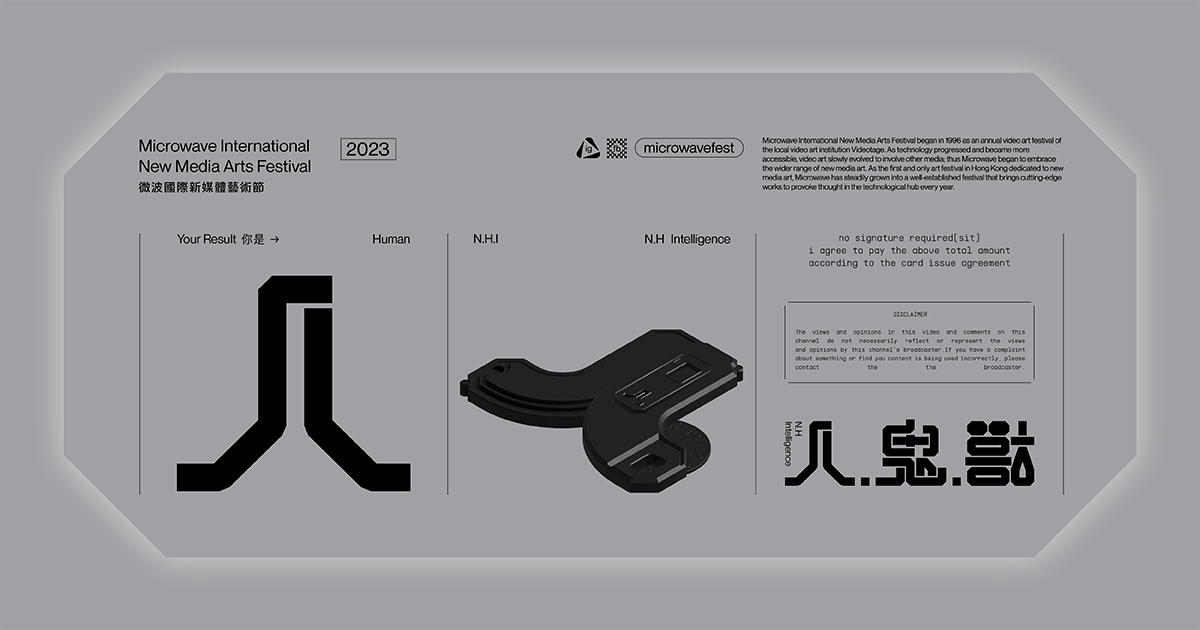 Microwave International
New Media Arts Festival
微波國際新媒體藝術節
2023
ig
fb
microwavefest
Microwave International New Media Arts Festival began in 1996 as an annual video art festival of
the local video art institution Videotage. As technology progressed and became more
accessible, video art slowly evolved to involve other media; thus Microwave began to embrace
the wider range of new media art. As the first and only art festival in Hong Kong dedicated to new
media art, Microwave has steadily grown into a well-established festival that brings cutting-edge
works to provoke thought in the technological hub every year.
Your Result 你是 →
Human
人
N.H.I
N.H Intelligence
no signature required[sit]
i agree to pay the above total amount
according to the card issue agreement
DISCLAIMER
The views and opinions in this video and comments on this
channel do not necessarily reflect or represent the views
and opinions by this channel's broadcaster.If you have a complaint
about something or find you content is being used incorrectly, please
contact the the broadcaster.
N.H
Intelligence
人.鬼.獸